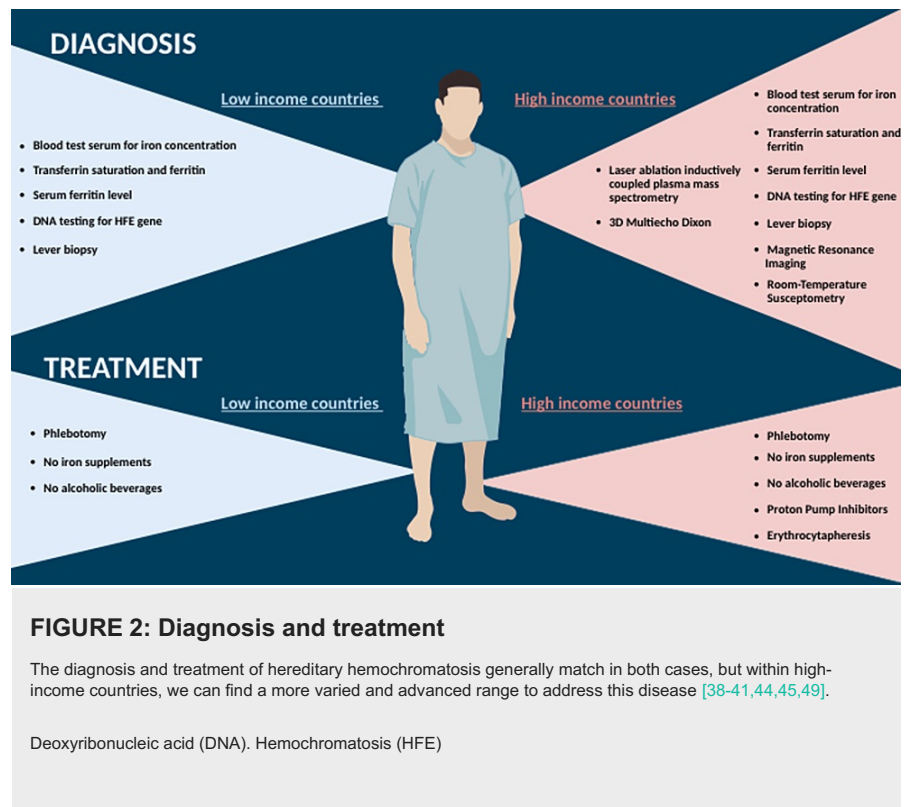 DIAGNOSIS
Low income countries
• Blood test serum for iron concentration
• Transferrin saturation and ferritin
• Serum ferritin level
• DNA testing for HFE gene
• Lever biopsy
High income countries
• Laser ablation inductively
coupled plasma mass
spectrometry
• 3D Multiecho Dixon
• Blood test serum for iron
concentration
• Transferrin saturation and
ferritin
• Serum ferritin level
• DNA testing for HFE gene
• Lever biopsy
• Magnetic Resonance
Imaging
• Room-Temperature
Susceptometry
TREATMENT
Low income countries
• Phlebotomy
• No iron supplements
• No alcoholic beverages
High income countries
• Phlebotomy
• No iron supplements
• No alcoholic beverages
• Proton Pump Inhibitors
• Erythrocytapheresis
FIGURE 2: Diagnosis and treatment
The diagnosis and treatment of hereditary hemochromatosis generally match in both cases, but within high-
income countries, we can find a more varied and advanced range to address this disease [38-41,44,45,49].
Deoxyribonucleic acid (DNA). Hemochromatosis (HFE)